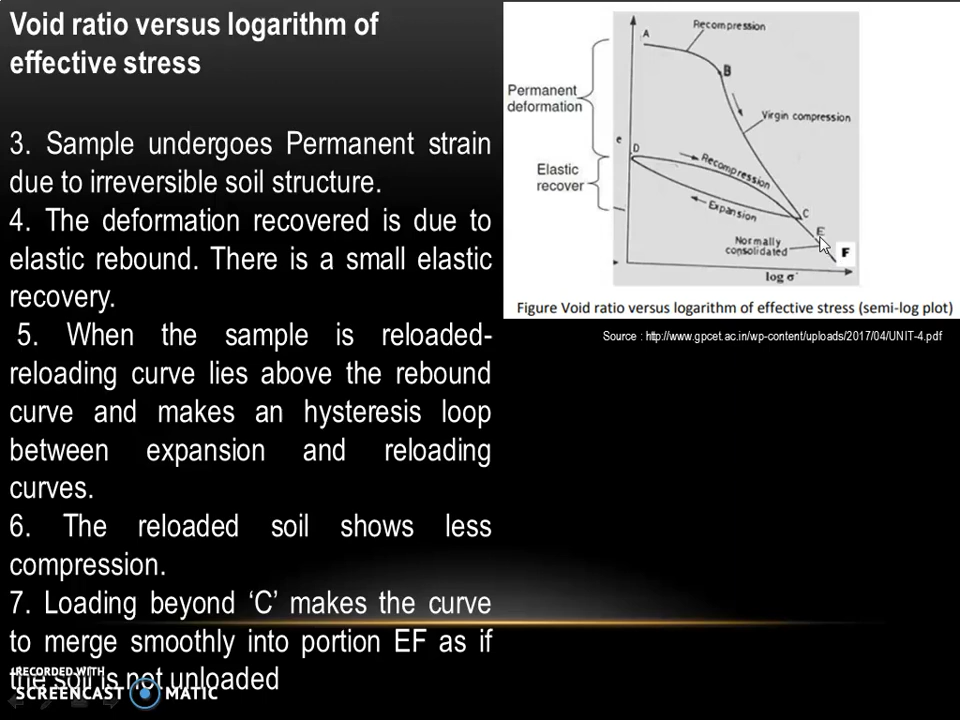 Void ratio versus logarithm of
effective stress
3. Sample undergoes Permanent strain
due to irreversible soil structure.
4. The deformation recovered is due to
elastic rebound. There is a small elastic
recovery.
5. When the sample is reloaded-
reloading curve lies above the rebound
curve and makes an hysteresis loop
between expansion and reloading
curves.
6. The reloaded soil shows less
compression.
7. Loading beyond ‘C’ makes the curve
to merge smoothly into portion EF as if
the soil is not unloaded
RECORDED WITH
SCREENCAST MATIC
A
Recompression
B
Permanent
deformation
Virgin compression
e
D
Recompression
Elastic
recover
Expansion
C
E
Normally
consolidated
F
log σ'
Figure Void ratio versus logarithm of effective stress (semi-log plot)
Source : http://www.gpcet.ac.in/wp-content/uploads/2017/04/UNIT-4.pdf